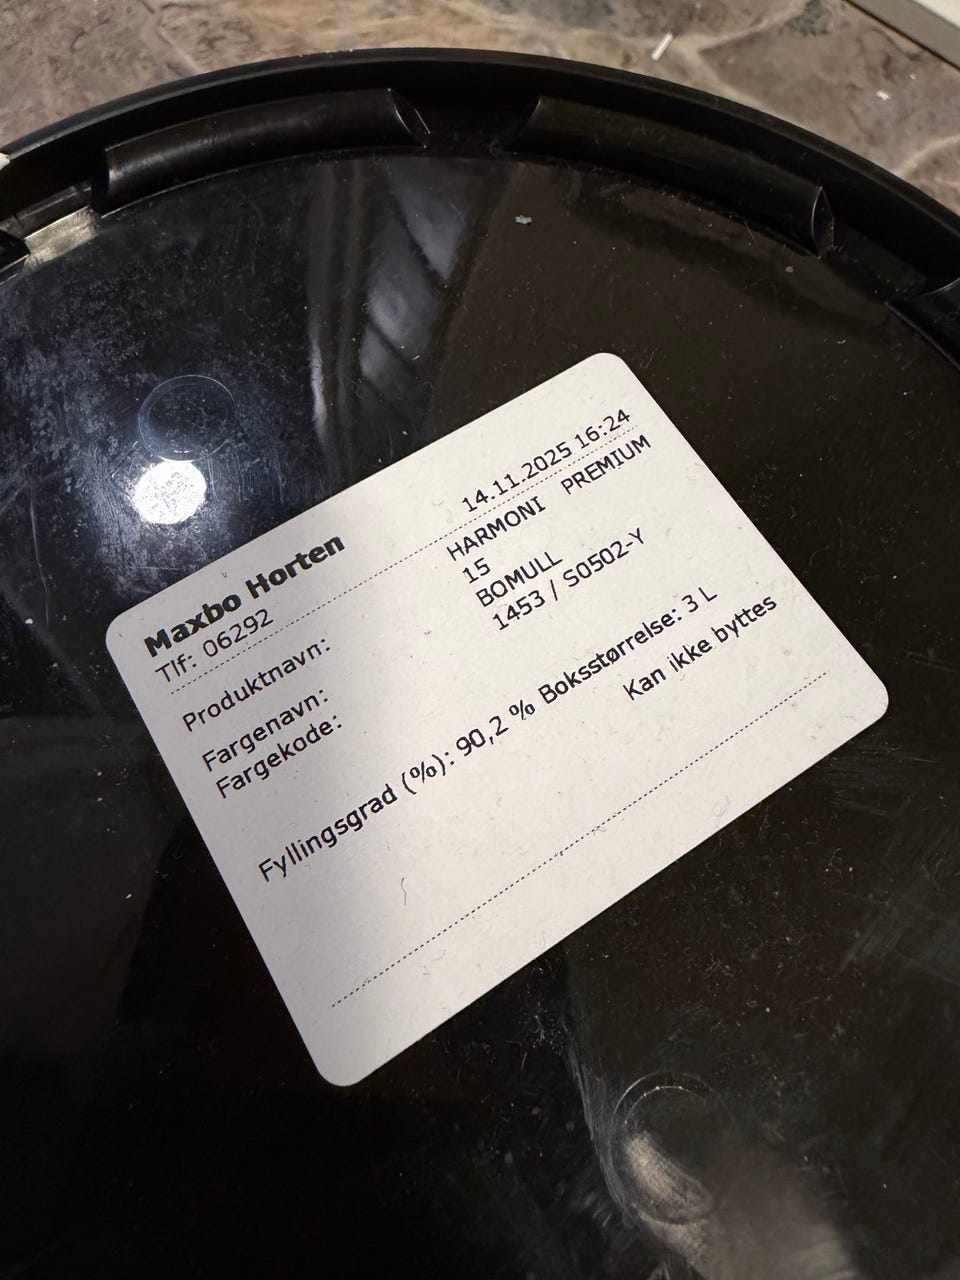 14.11.2025 16:24
Maxbo Horten
Tlf: 06292
Produktnavn: HARMONI PREMIUM
15
Fargenavn: BOMULL
Fargekode: 1453 / S0502-Y
Fyllingsgrad (%): 90,2 % Boksstørrelse: 3 L
Kan ikke byttes